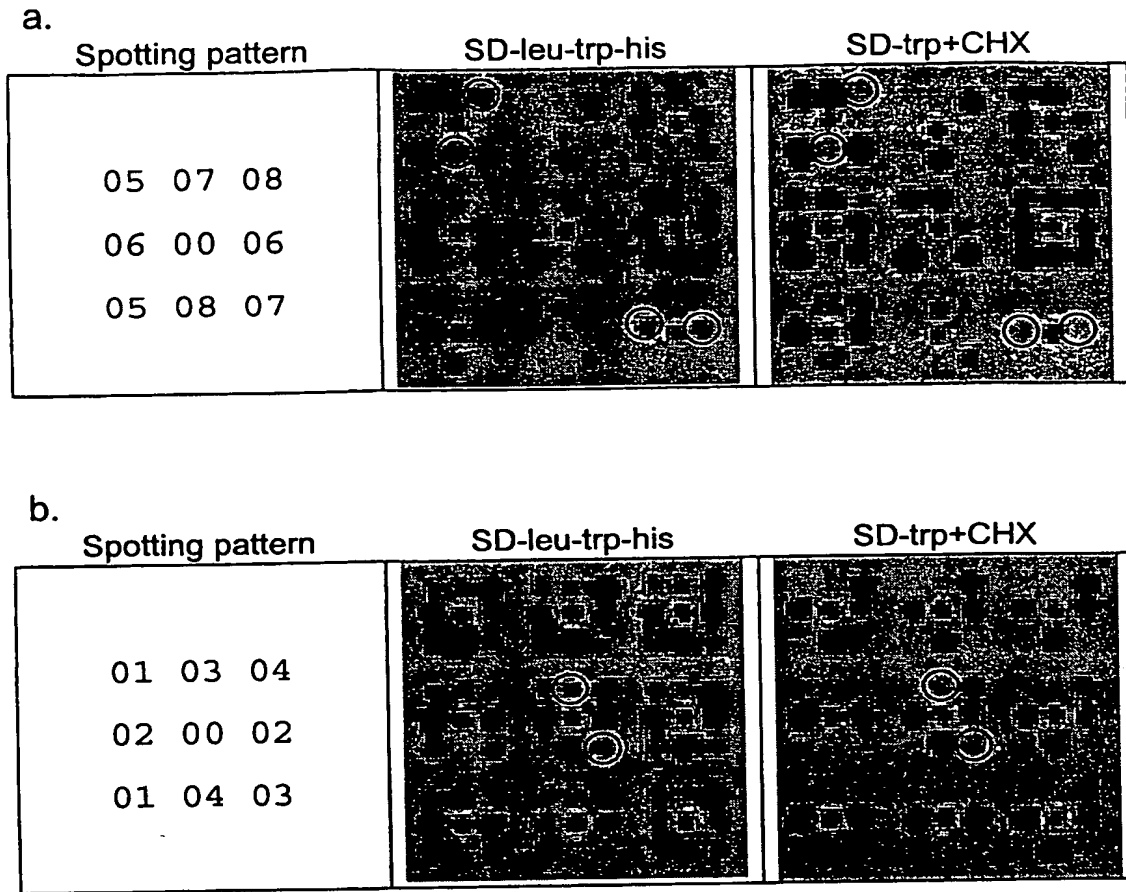 a.
Spotting pattern SD-leu-trp-his SD-trp+CHX
05 07 08
06 00 06
05 08 07
b.
Spotting pattern SD-leu-trp-his SD-trp+CHX
01 03 04
02 00 02
01 04 03